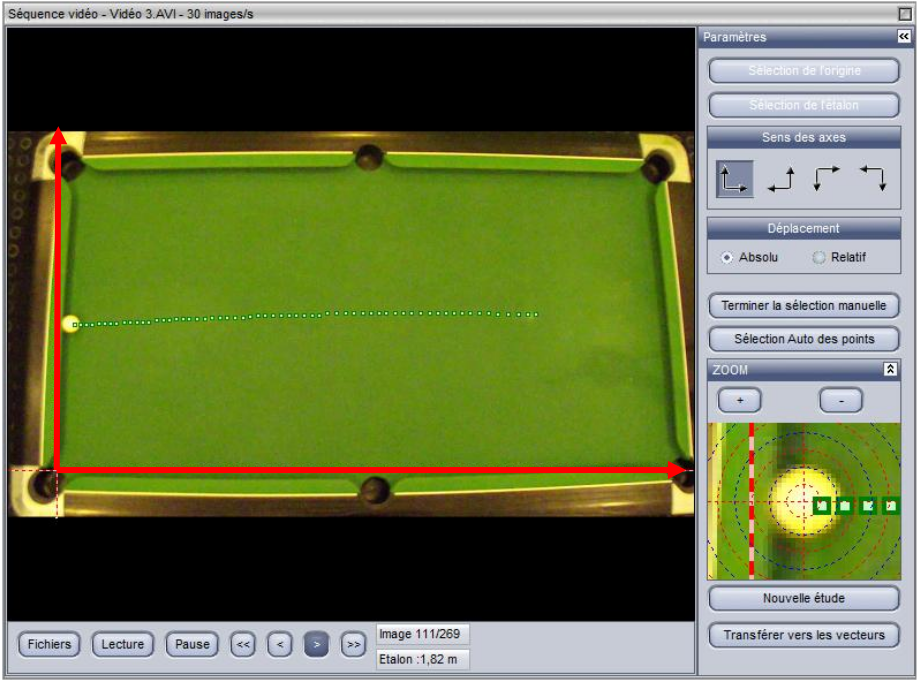 Séquence vidéo - Vidéo 3.AVI - 30 images/s
Paramètres
Sélection de l'origine
Sélection de l'étalon
Sens des axes
Déplacement
Absolu
Relatif
Terminer la sélection manuelle
Sélection Auto des points
ZOOM
+
-
Nouvelle étude
Transférer vers les vecteurs
Fichiers
Lecture
Pause
<<
<
>
>>
Image 111/269
Etalon :1,82 m